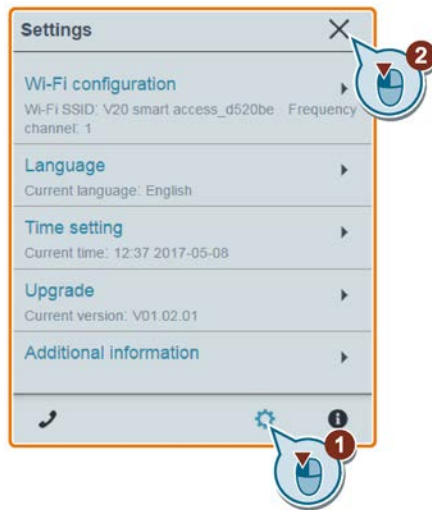 Settings
2
Wi-Fi configuration
Wi-Fi SSID: V20 smart access_d520be Frequency
channel: 1
Language
Current language: English
Time setting
Current time: 12:37 2017-05-08
Upgrade
Current version: V01.02.01
Additional information
1